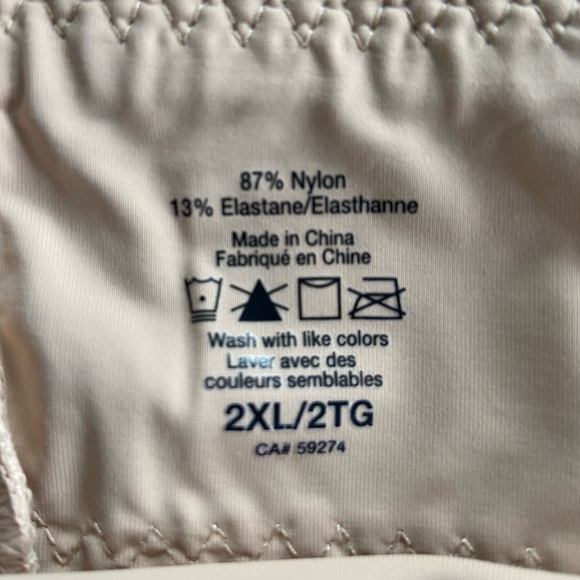 87% Nylon
13% Elastane/Elasthanne
Made in China
Fabriqué en Chine
Wash with like colors
Laver avec des
couleurs semblables
2XL/2TG
CA# 59274